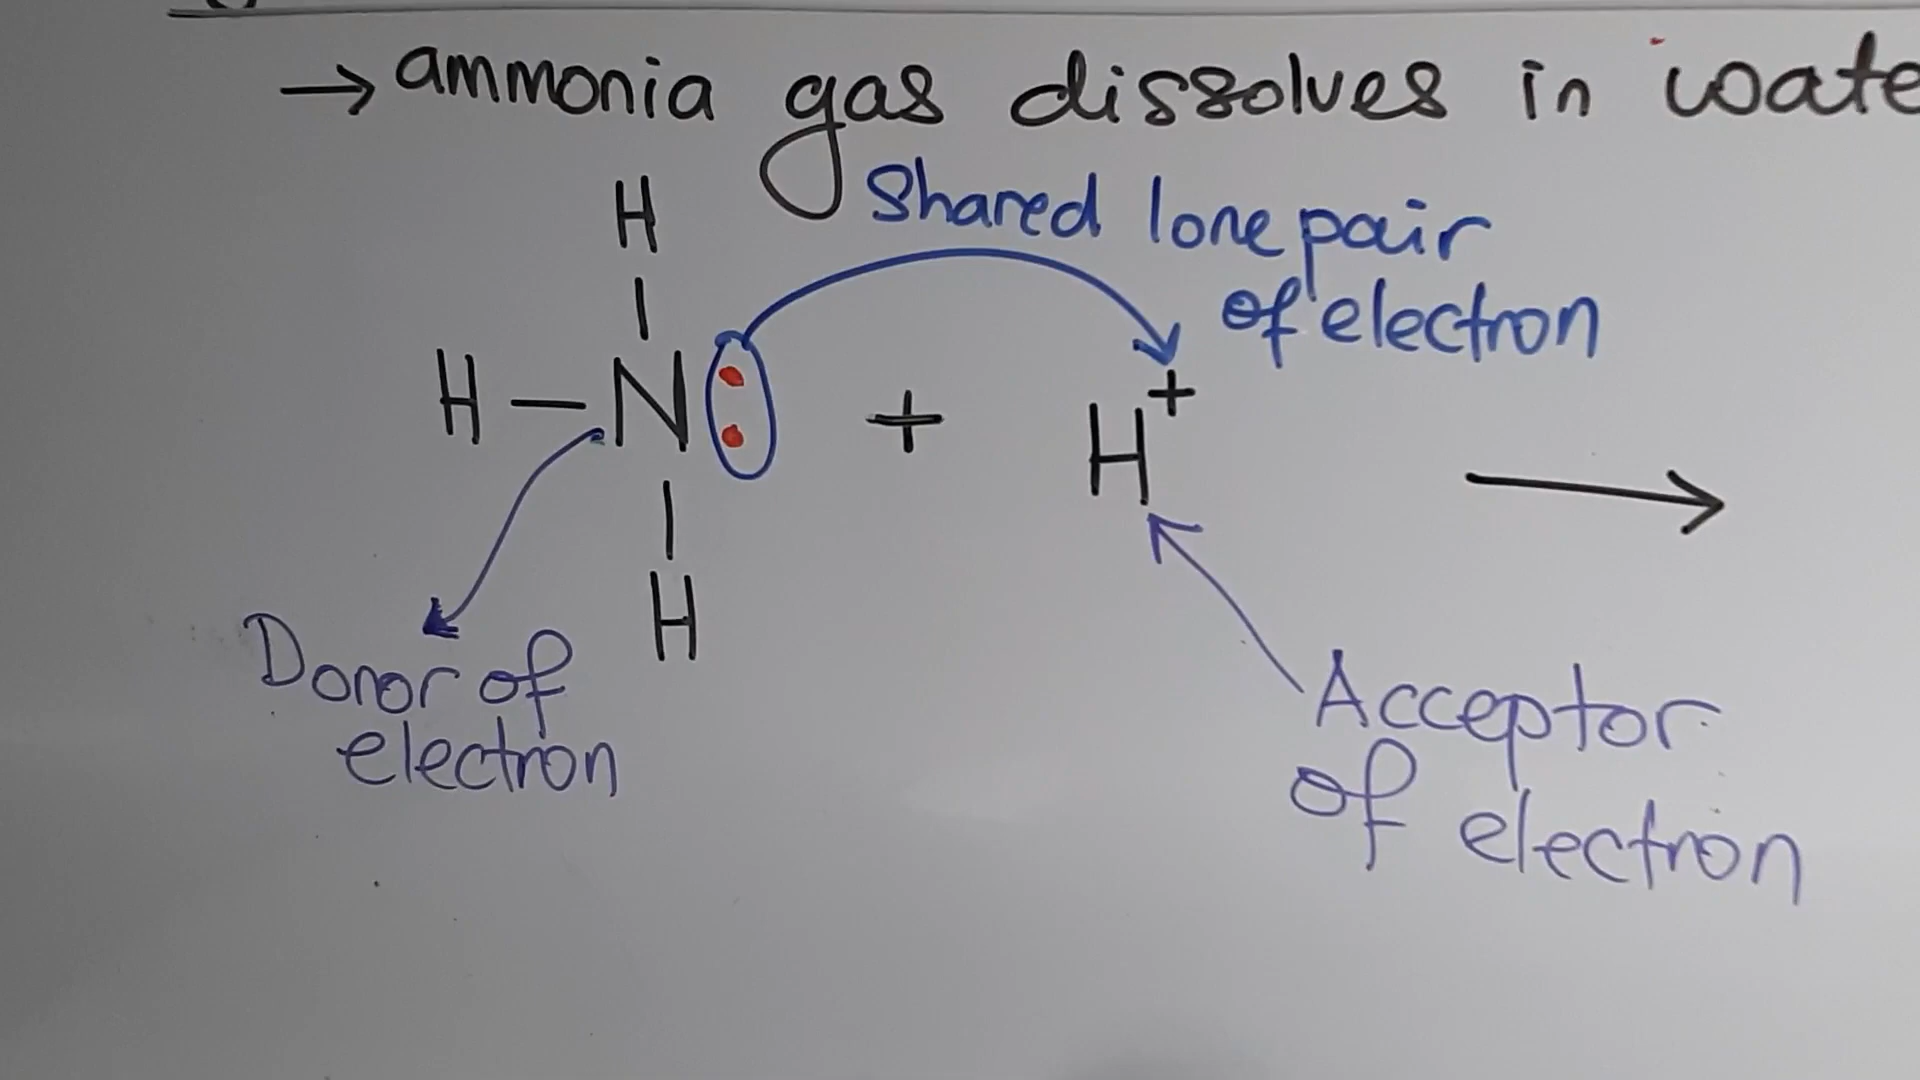 → ammonia gas dissolves in wate
Shared lone pair
of electron
H
H – N : + H+ →
H
Donor of
electron
Acceptor
of electron